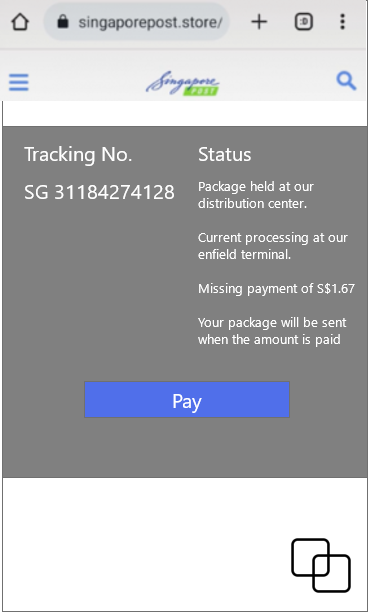 singaporepost.store/
:D
Singapore
POST
Tracking No.
SG 31184274128
Status
Package held at our
distribution center.
Current processing at our
enfield terminal.
Missing payment of S$1.67
Your package will be sent
when the amount is paid
Pay